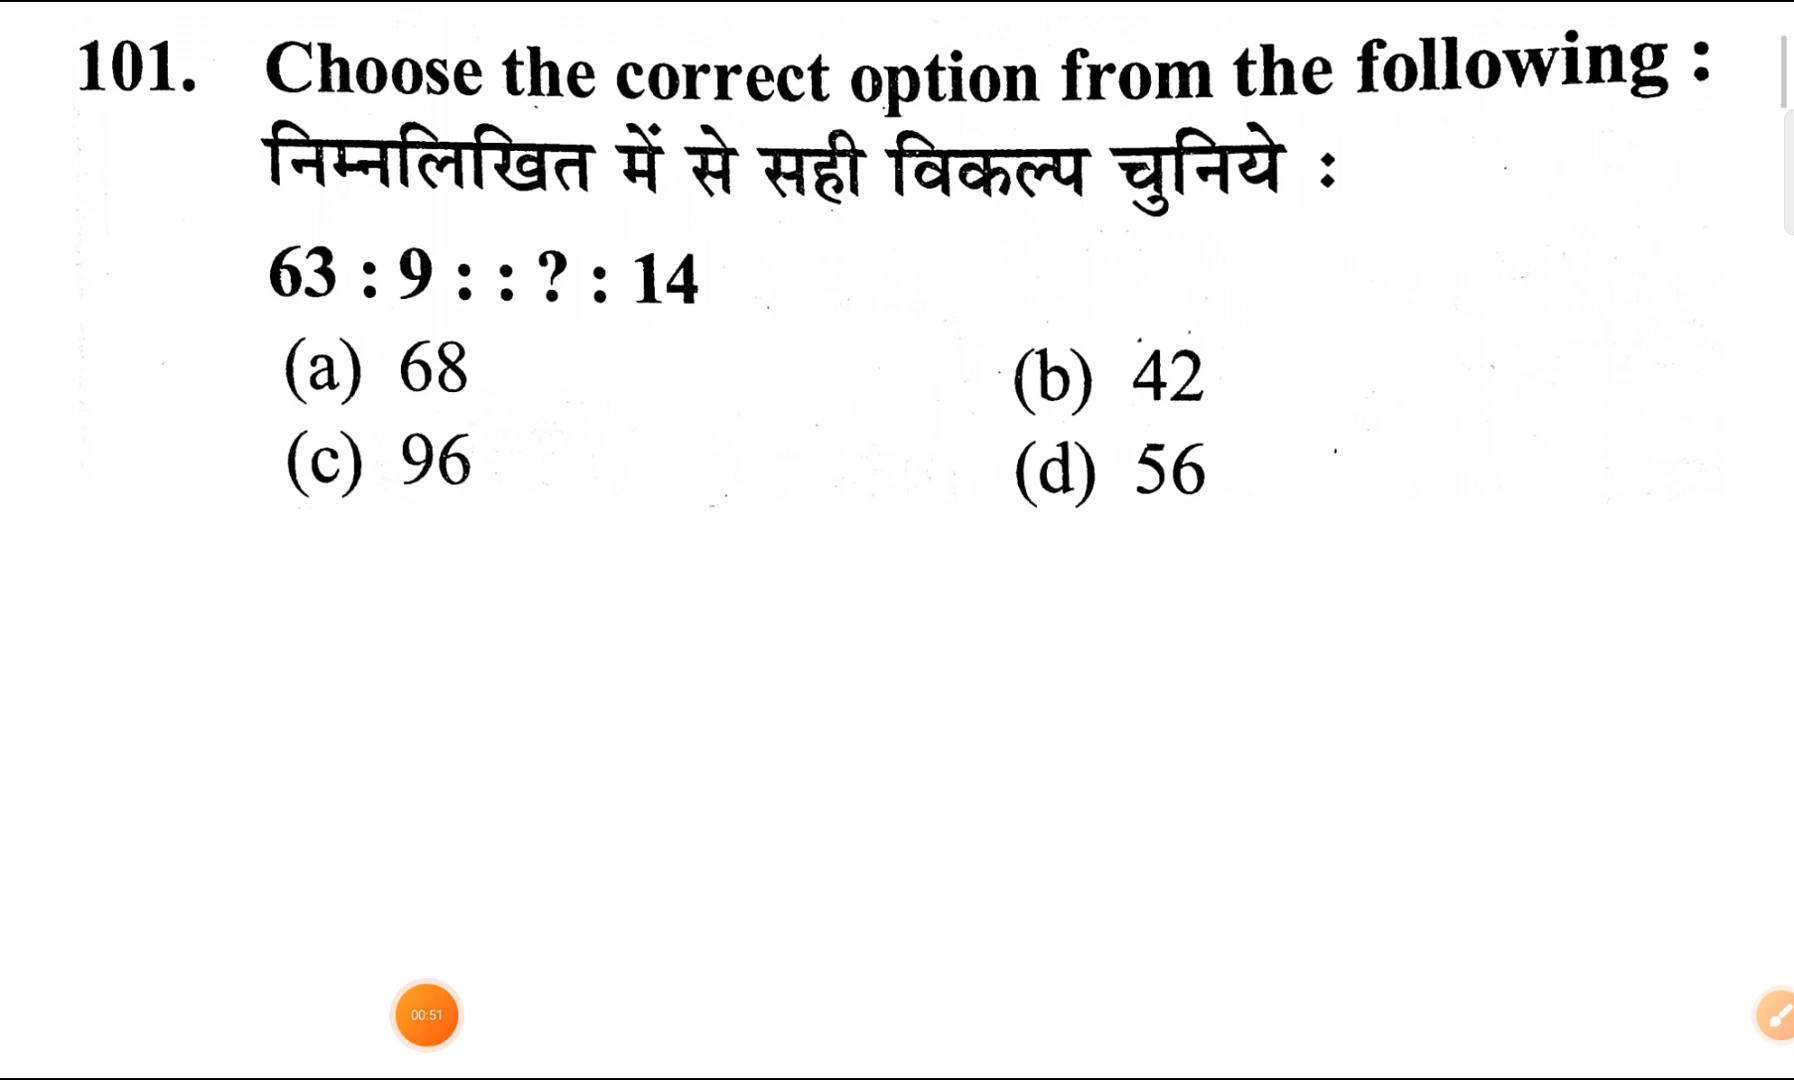 101. Choose the correct option from the following :
निम्नलिखित में से सही विकल्प चुनिये :
63 : 9 : : ? : 14
(a) 68 (b) 42
(c) 96 (d) 56
00:51